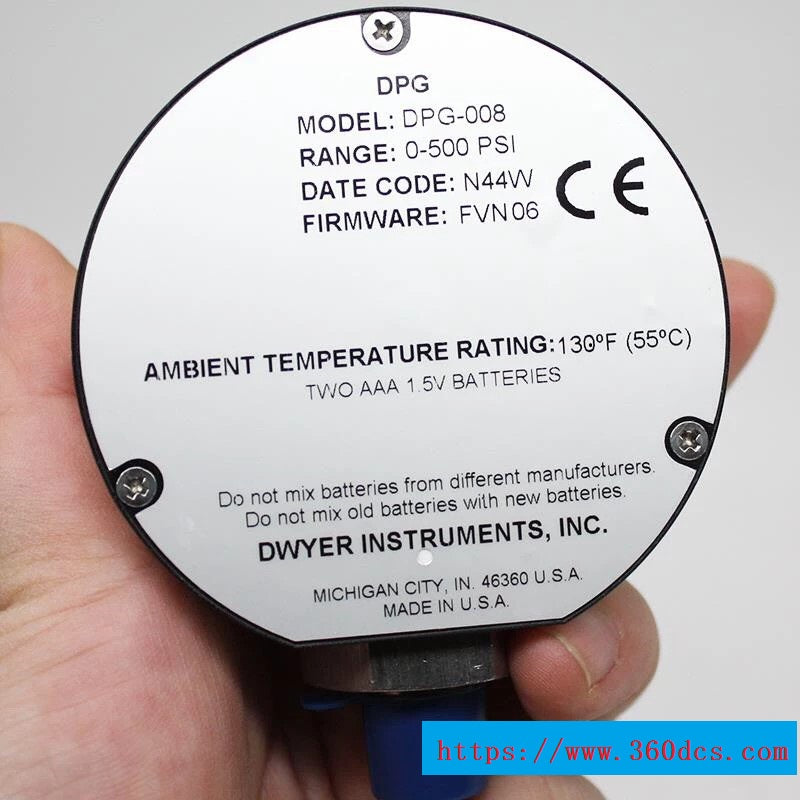 DPG
MODEL: DPG-008
RANGE: 0-500 PSI
DATE CODE: N44W
FIRMWARE: FVN06
CE
AMBIENT TEMPERATURE RATING:130ºF (55ºC)
TWO AAA 1.5V BATTERIES
Do not mix batteries from different manufacturers.
Do not mix old batteries with new batteries.
DWYER INSTRUMENTS, INC.
MICHIGAN CITY, IN. 46360 U.S.A.
MADE IN U.S.A.
https://www.360dcs.com